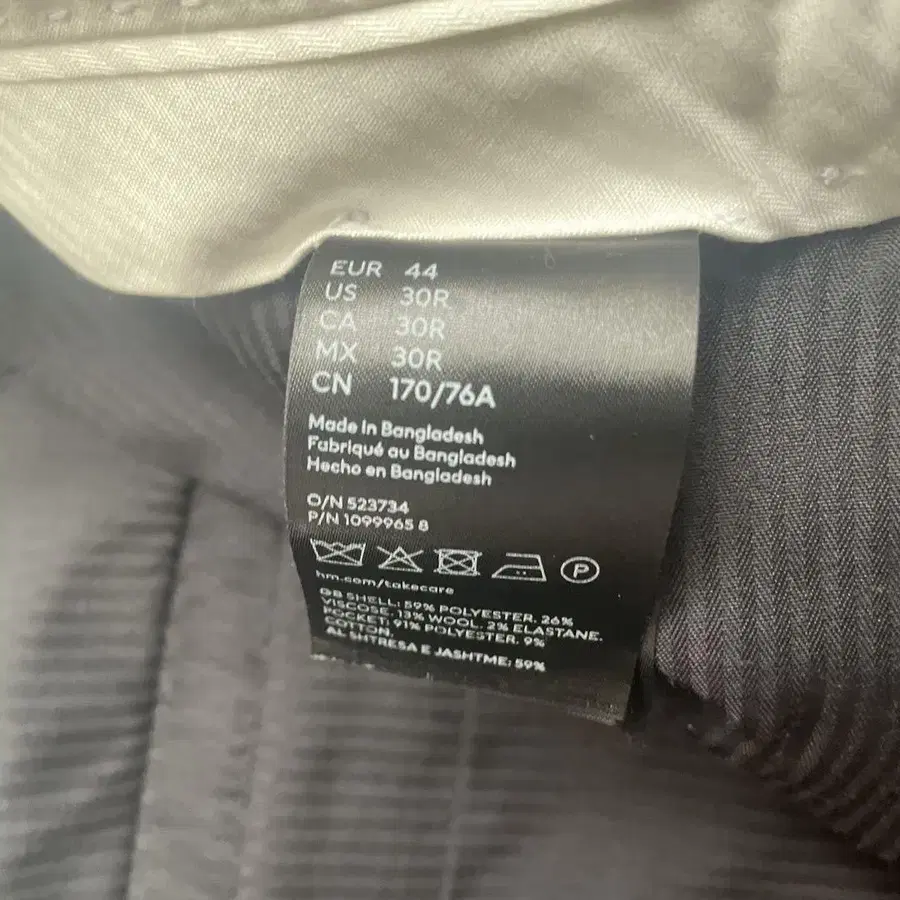 EUR 44
US 30R
CA 30R
MX 30R
CN 170/76A
Made in Bangladesh
Fabriqué au Bangladesh
Hecho en Bangladesh
O/N 523734
P/N 1099965 8
P
hm.com/takecare
GB SHELL: 59% POLYESTER. 26%
VISCOSE. 13% WOOL. 2% ELASTANE.
POCKET: 91% POLYESTER. 9%
COTTON.
AL SHTRESA E JASHTME: 59%